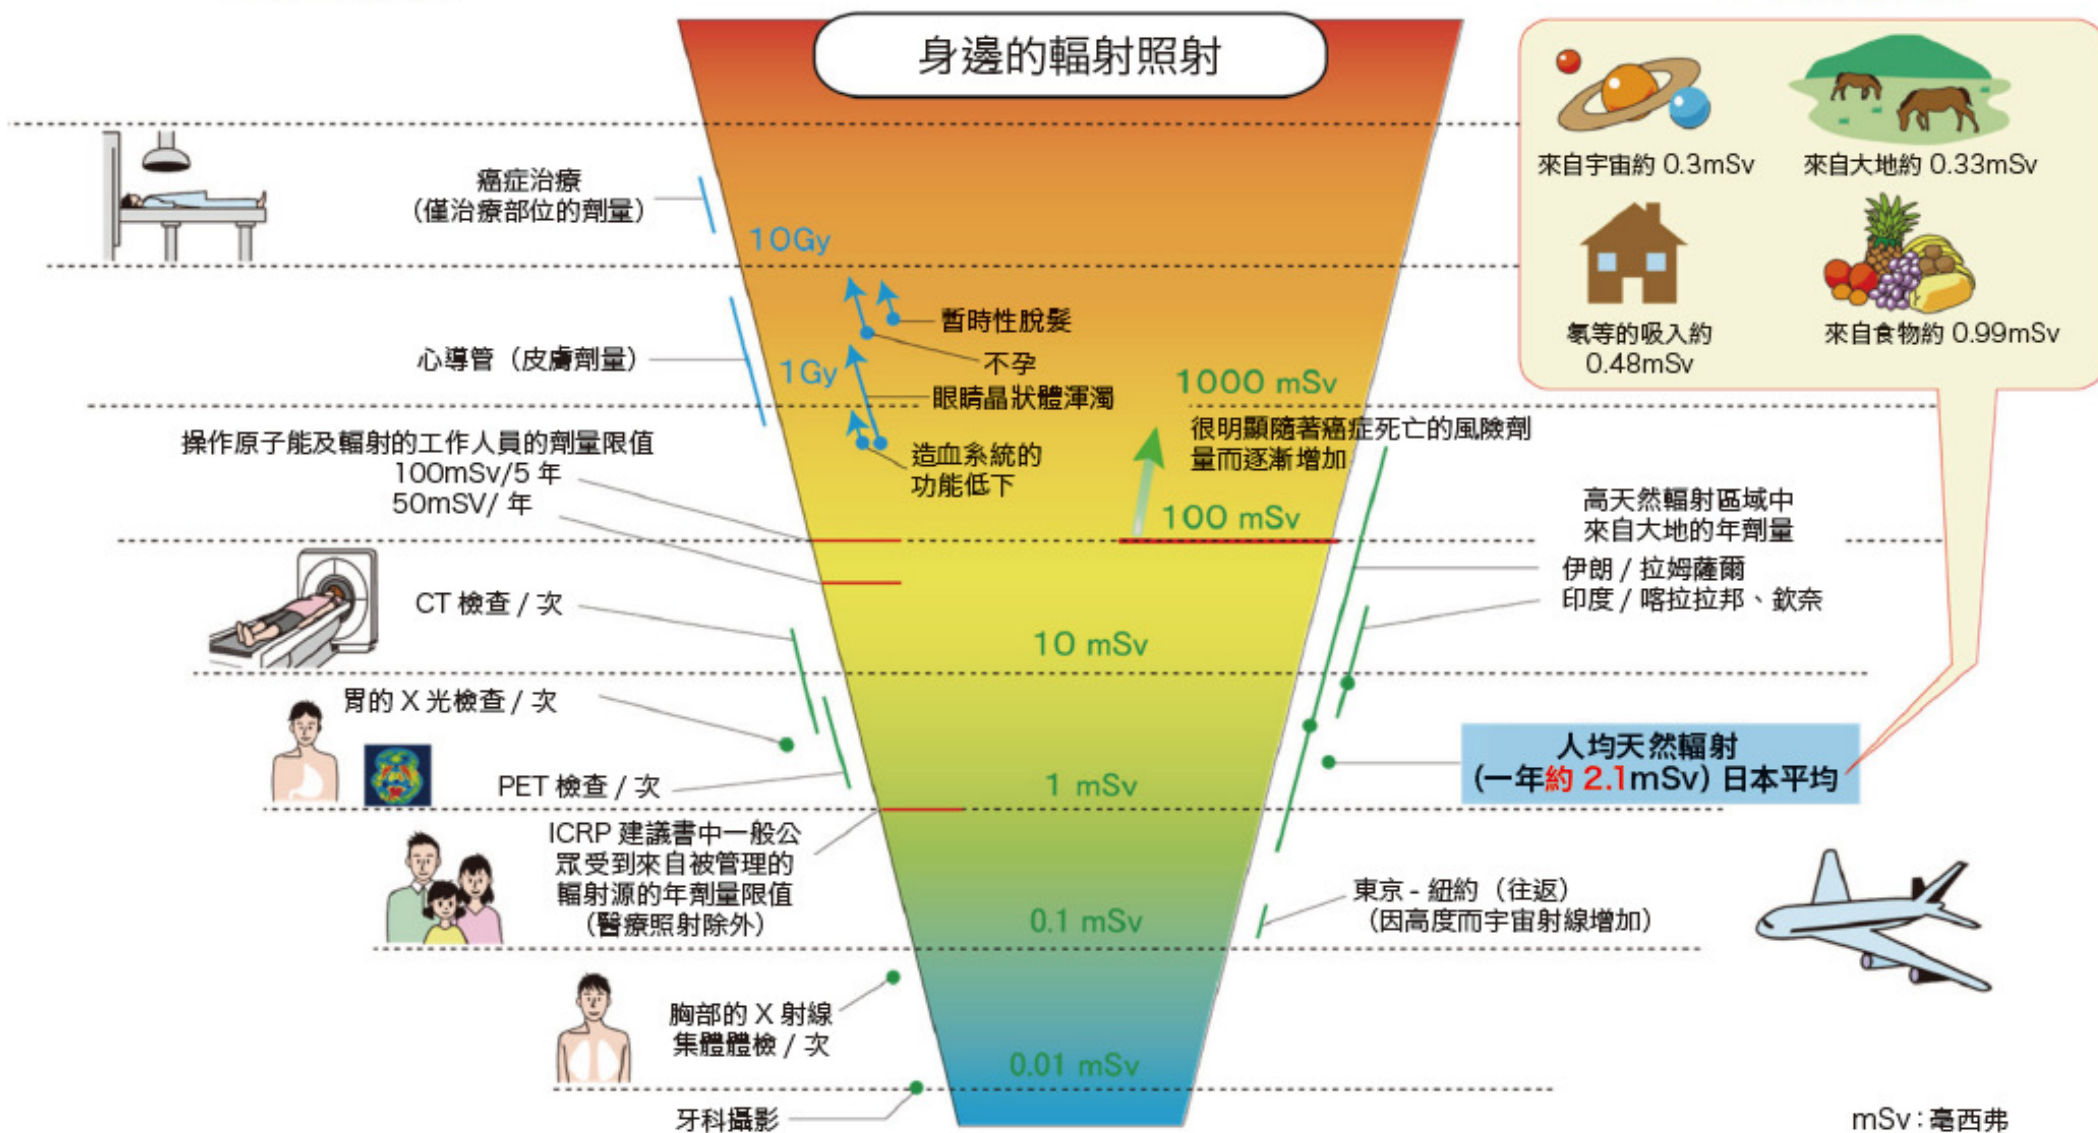 身邊的輻射照射
癌症治療
（僅治療部位的劑量）
10Gy
心導管（皮膚劑量）
1Gy
暫時性脫髮
不孕
眼睛晶狀體渾濁
造血系統的
功能低下
操作原子能及輻射的工作人員的劑量限值
100mSv/5 年
50mSV/ 年
CT 檢查 / 次
胃的 X 光檢查 / 次
PET 檢查 / 次
ICRP 建議書中一般公
眾受到來自被管理的
輻射源的年劑量限值
（醫療照射除外）
胸部的 X 射線
集體體檢 / 次
牙科攝影
1000 mSv
很明顯隨著癌症死亡的風險劑
量而逐漸增加
100 mSv
10 mSv
1 mSv
0.1 mSv
0.01 mSv
來自宇宙約 0.3mSv
來自大地約 0.33mSv
氡等的吸入約
0.48mSv
來自食物約 0.99mSv
高天然輻射區域中
來自大地的年劑量
伊朗 / 拉姆薩爾
印度 / 喀拉拉邦、欽奈
人均天然輻射
(一年約 2.1mSv) 日本平均
東京 - 紐約（往返）
（因高度而宇宙射線增加）
mSv：毫西弗